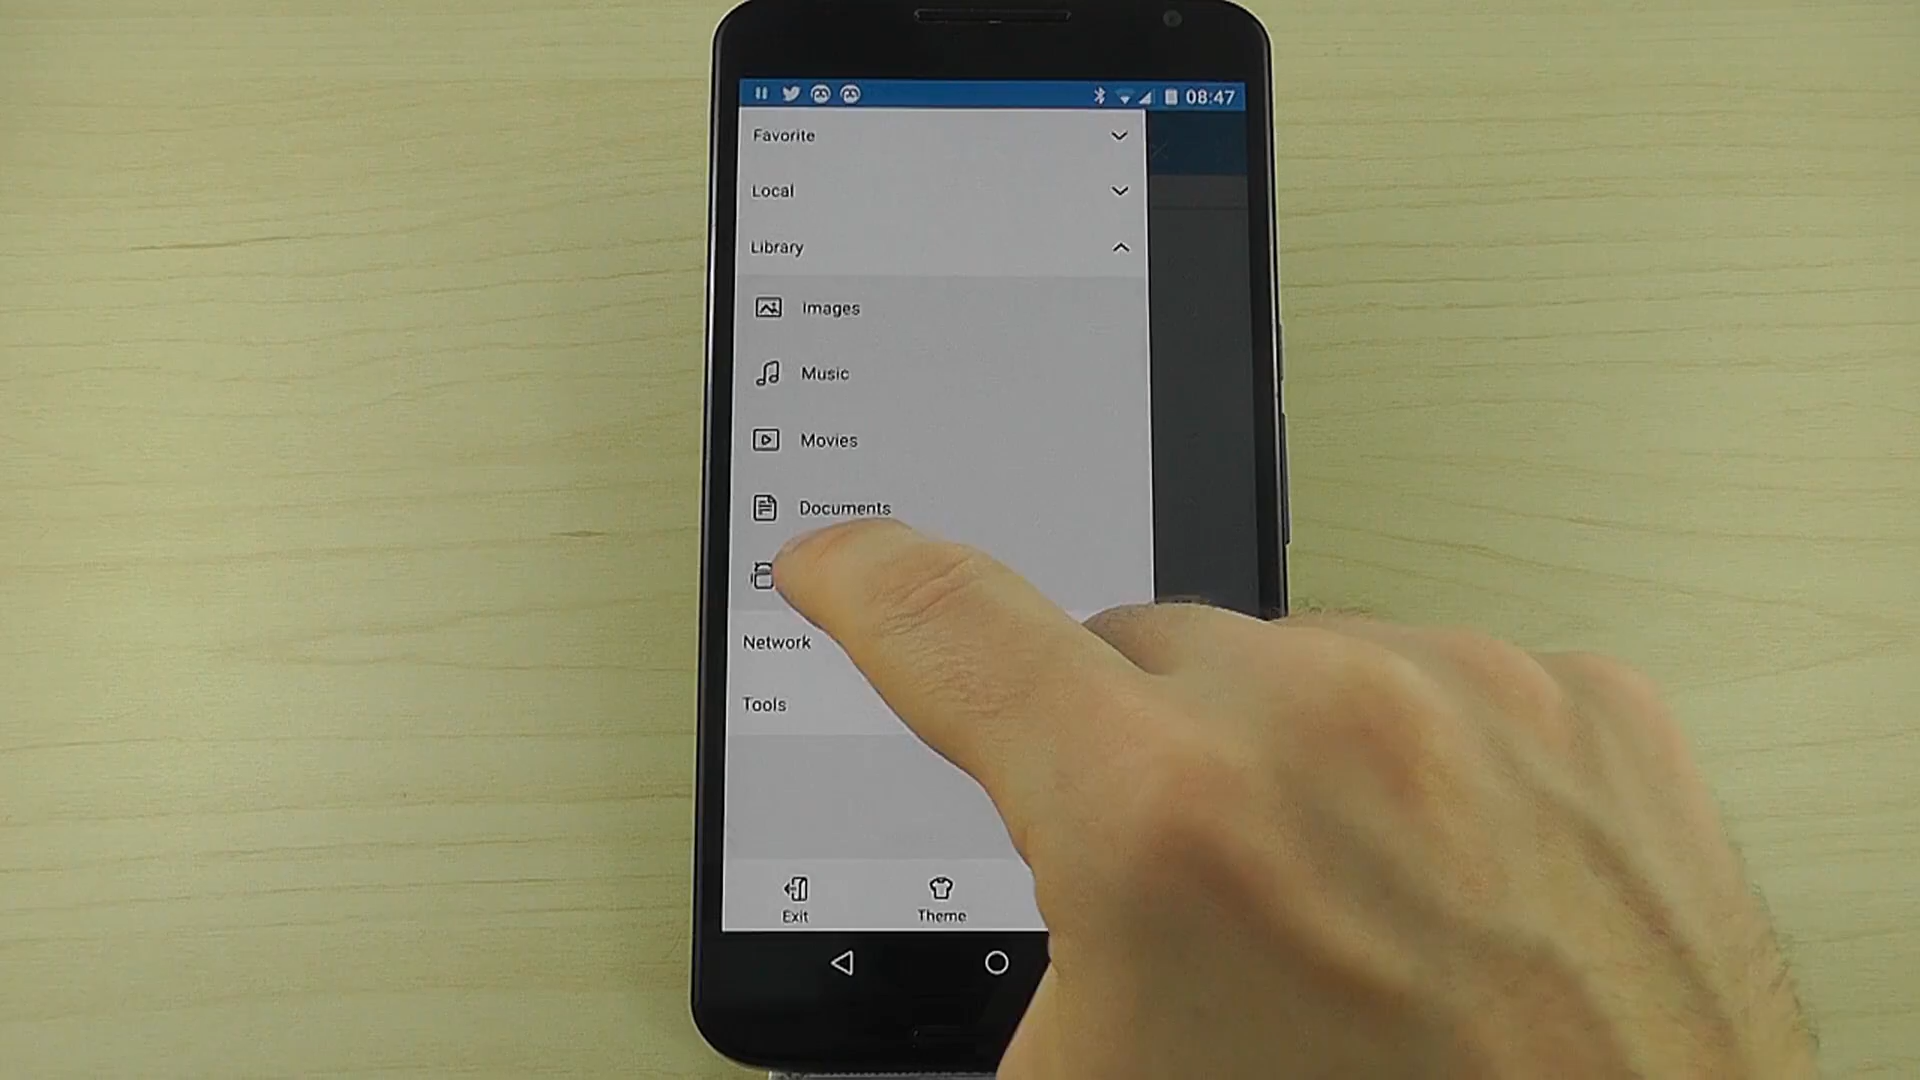 08:47
Favorite
Local
Library
Images
Music
Movies
Documents
Network
Tools
Exit
Theme